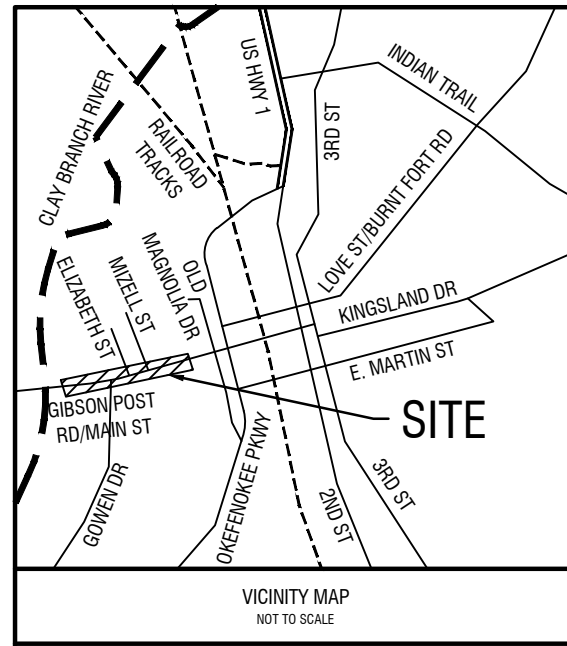 US HWY 1
INDIAN TRAIL
CLAY BRANCH RIVER
RAILROAD
TRACKS
3RD ST
LOVE ST/BURNT FORT RD
OLD
MAGNOLIA DR
MIZELL ST
ELIZABETH ST
KINGSLAND DR
E. MARTIN ST
GIBSON POST
RD/MAIN ST
SITE
GOWEN DR
OKEFENOKEE PKWY
2ND ST
3RD ST
VICINITY MAP
NOT TO SCALE